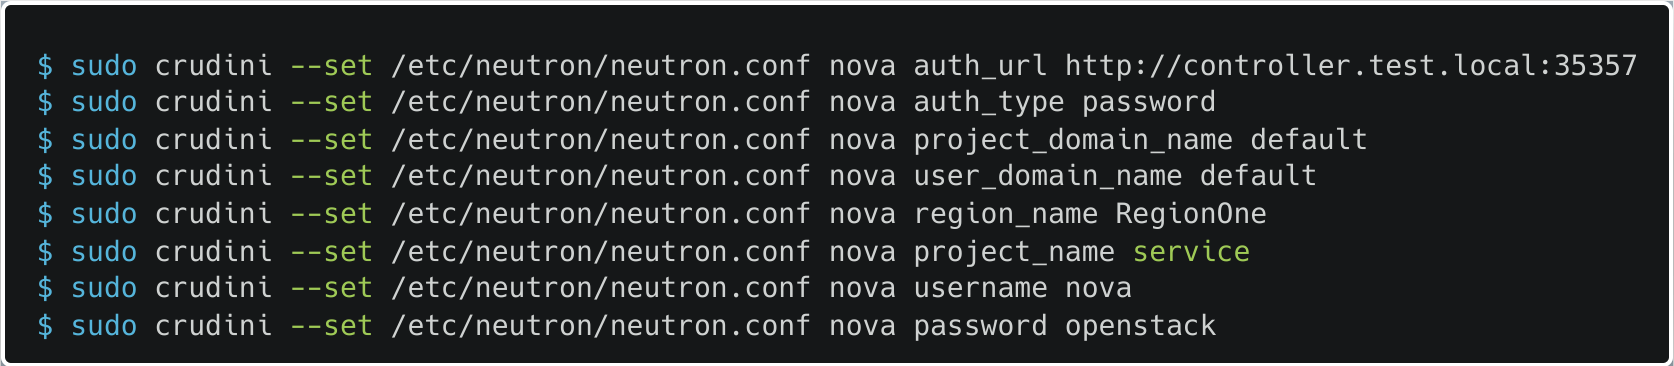 $ sudo crudini --set /etc/neutron/neutron.conf nova auth_url http://controller.test.local:35357
$ sudo crudini --set /etc/neutron/neutron.conf nova auth_type password
$ sudo crudini --set /etc/neutron/neutron.conf nova project_domain_name default
$ sudo crudini --set /etc/neutron/neutron.conf nova user_domain_name default
$ sudo crudini --set /etc/neutron/neutron.conf nova region_name RegionOne
$ sudo crudini --set /etc/neutron/neutron.conf nova project_name service
$ sudo crudini --set /etc/neutron/neutron.conf nova username nova
$ sudo crudini --set /etc/neutron/neutron.conf nova password openstack